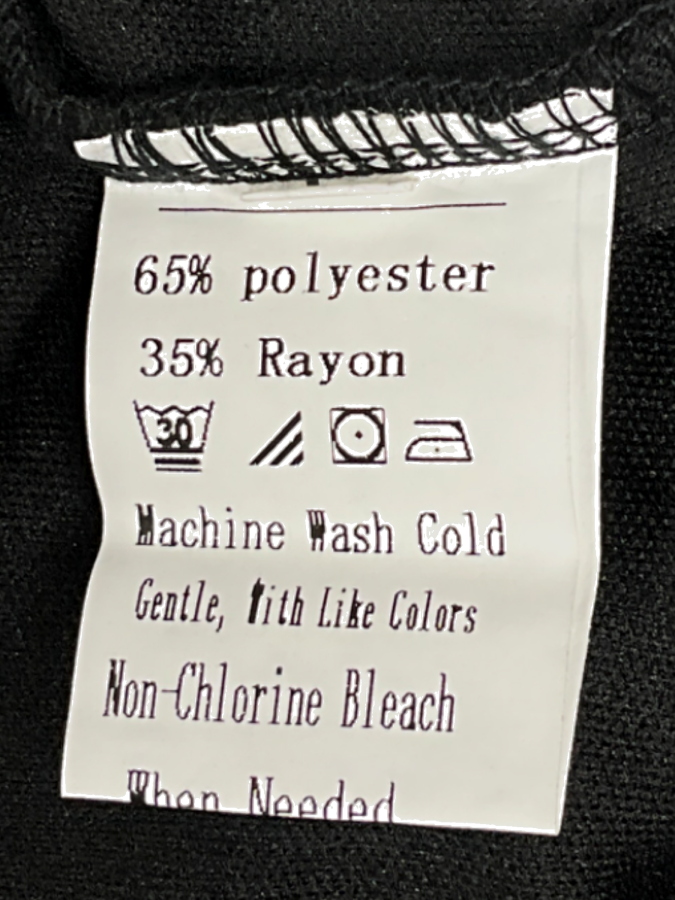 65% polyester
35% Rayon
30
Machine Wash Cold
Gentle, With Like Colors
Non-Chlorine Bleach
When Needed